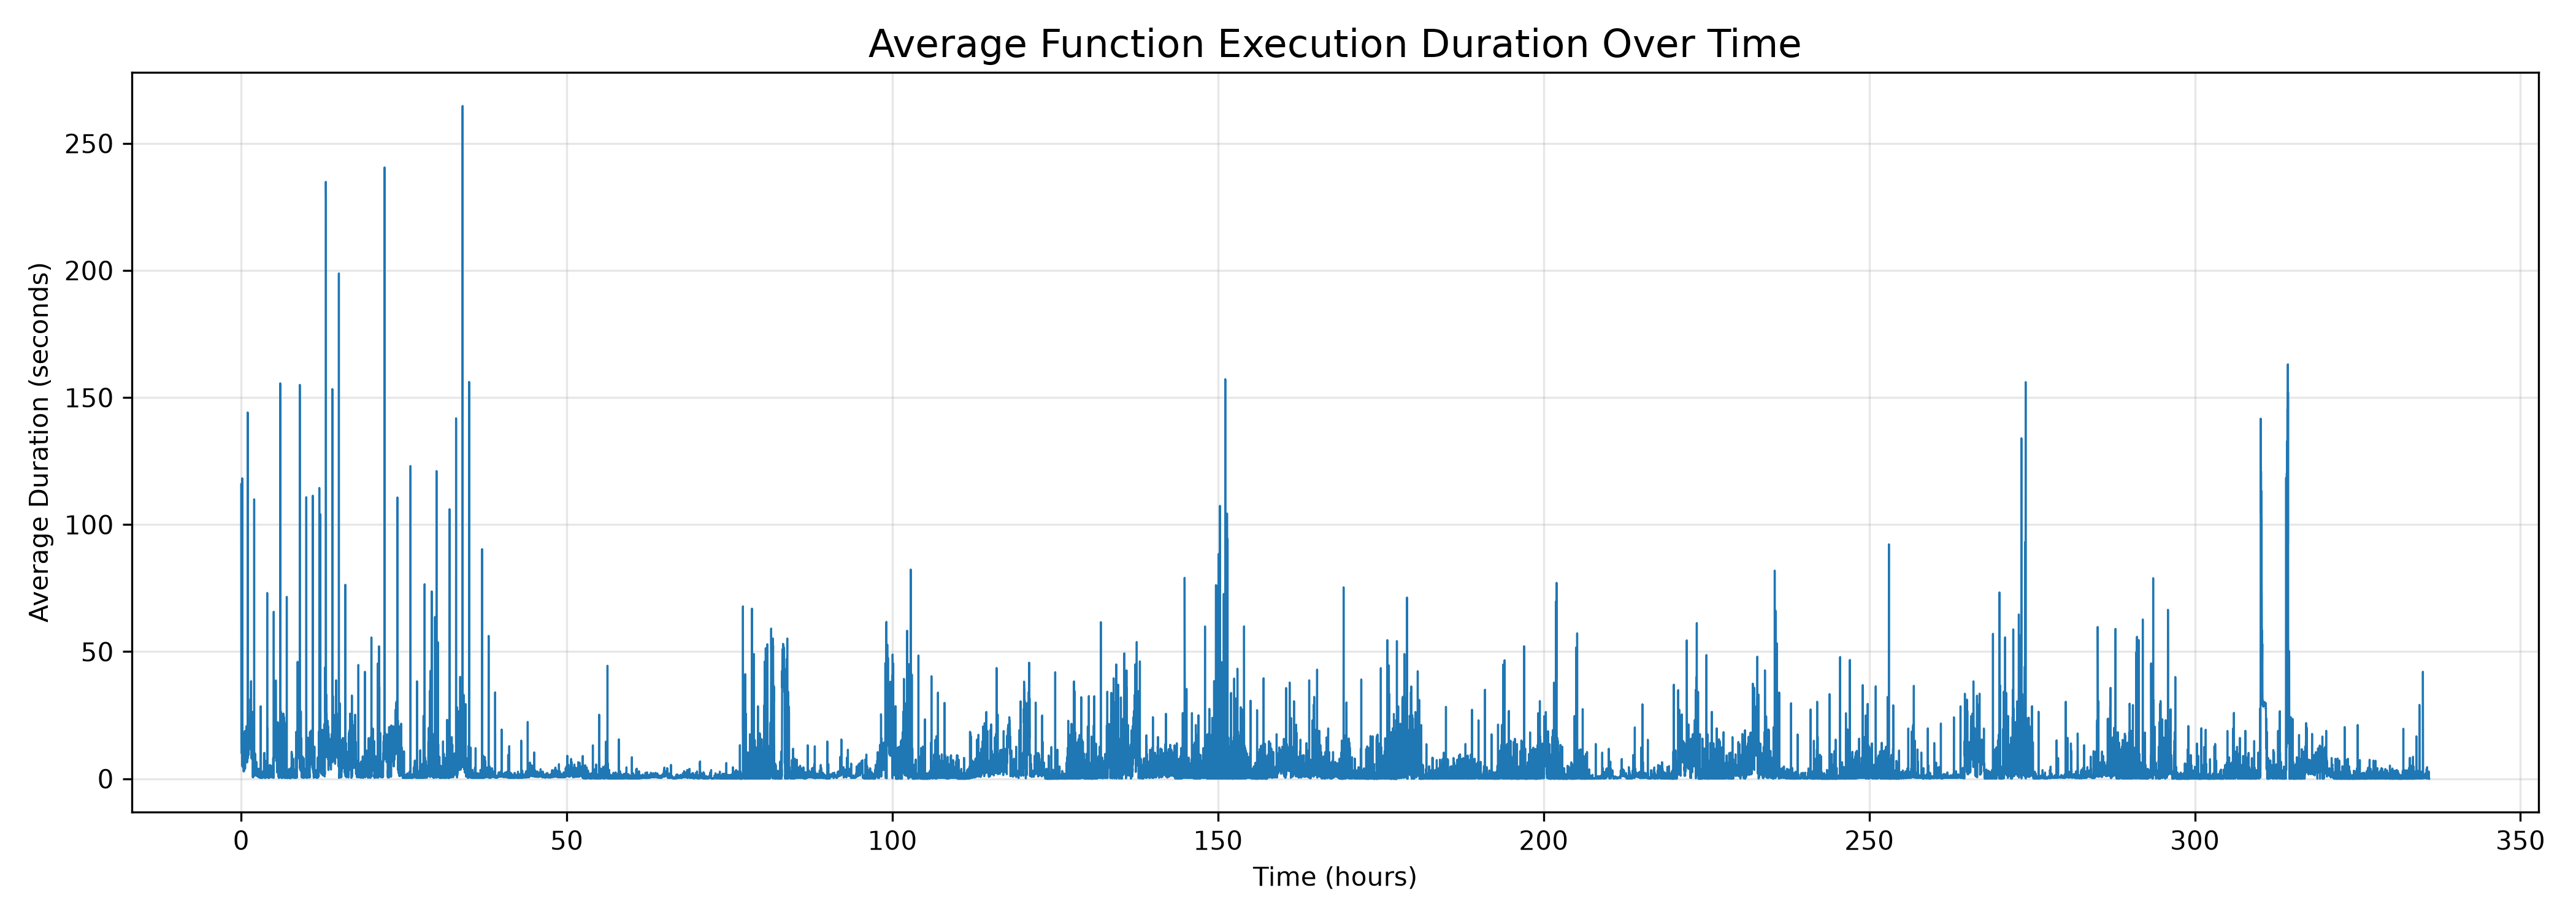 Average Function Execution Duration Over Time
Average Duration (seconds)
250
200
150
100
50
0
0 50 100 150 200 250 300 350
Time (hours)